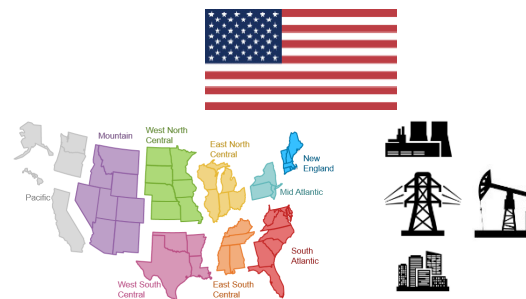 West North
Central
East North
Central
Mountain
New
England
Mid Atlantic
Pacific
South
Atlantic
West South
Central
East South
Central